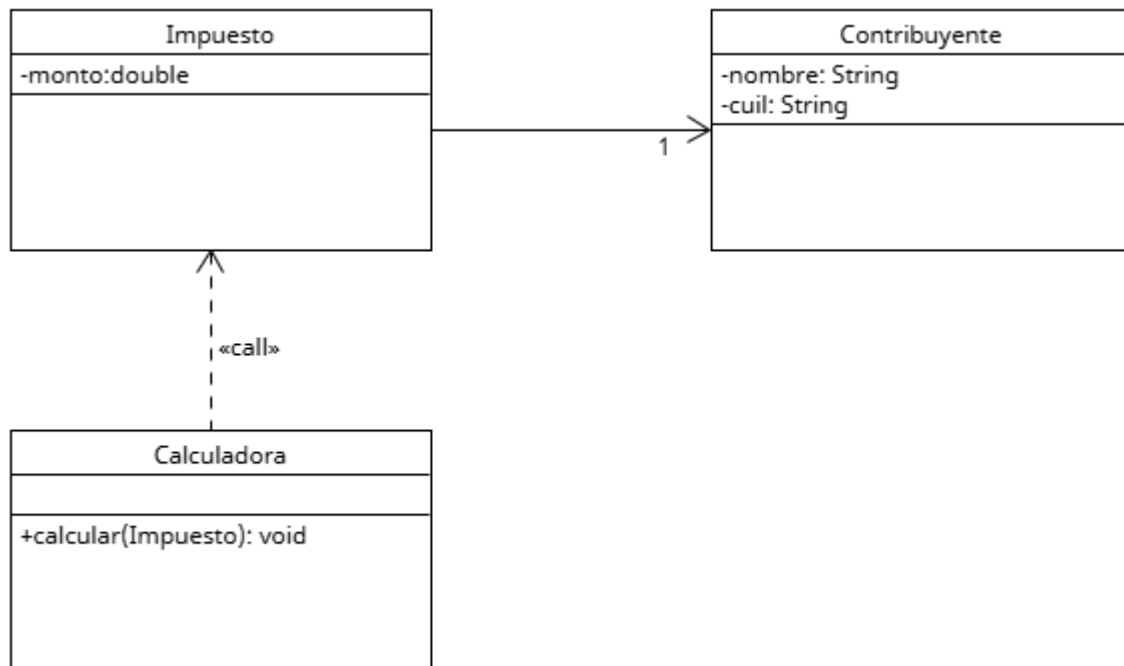 Impuesto
-monto:double
Contribuyente
-nombre: String
-cuil: String
1
«call»
Calculadora
+calcular(Impuesto): void